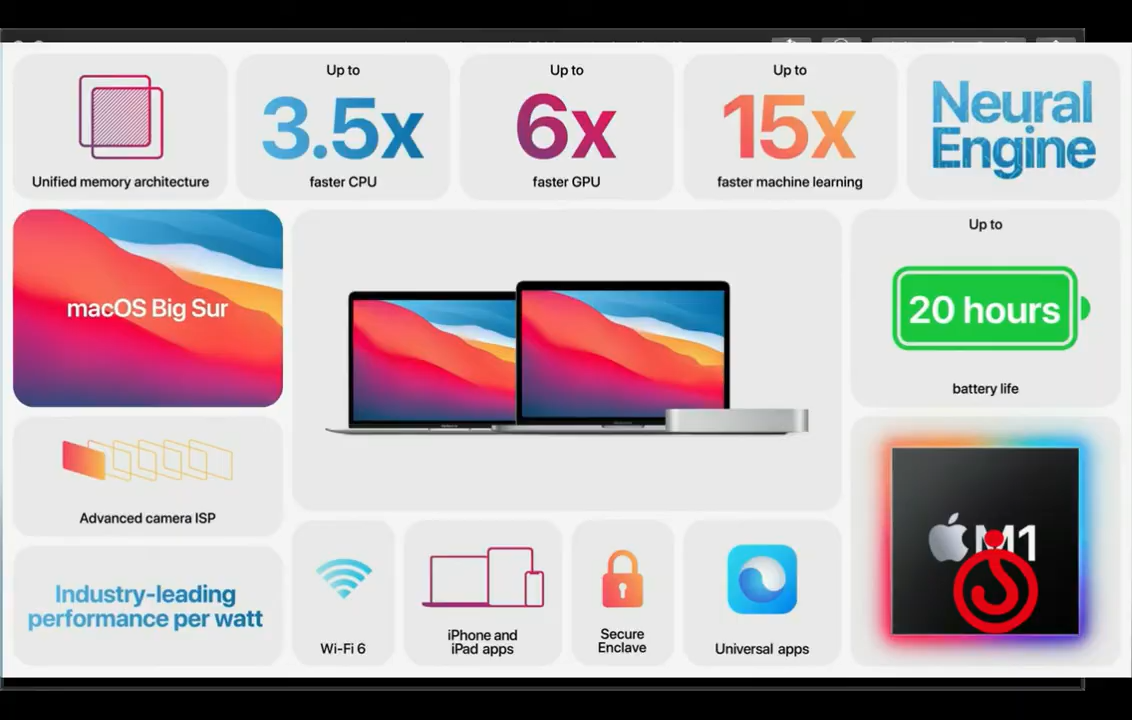 Unified memory architecture
Up to
3.5x
faster CPU
Up to
6x
faster GPU
Up to
15x
faster machine learning
Neural
Engine
macOS Big Sur
Up to
20 hours
battery life
Advanced camera ISP
Industry-leading
performance per watt
Wi-Fi 6
iPhone and
iPad apps
Secure
Enclave
Universal apps
M1